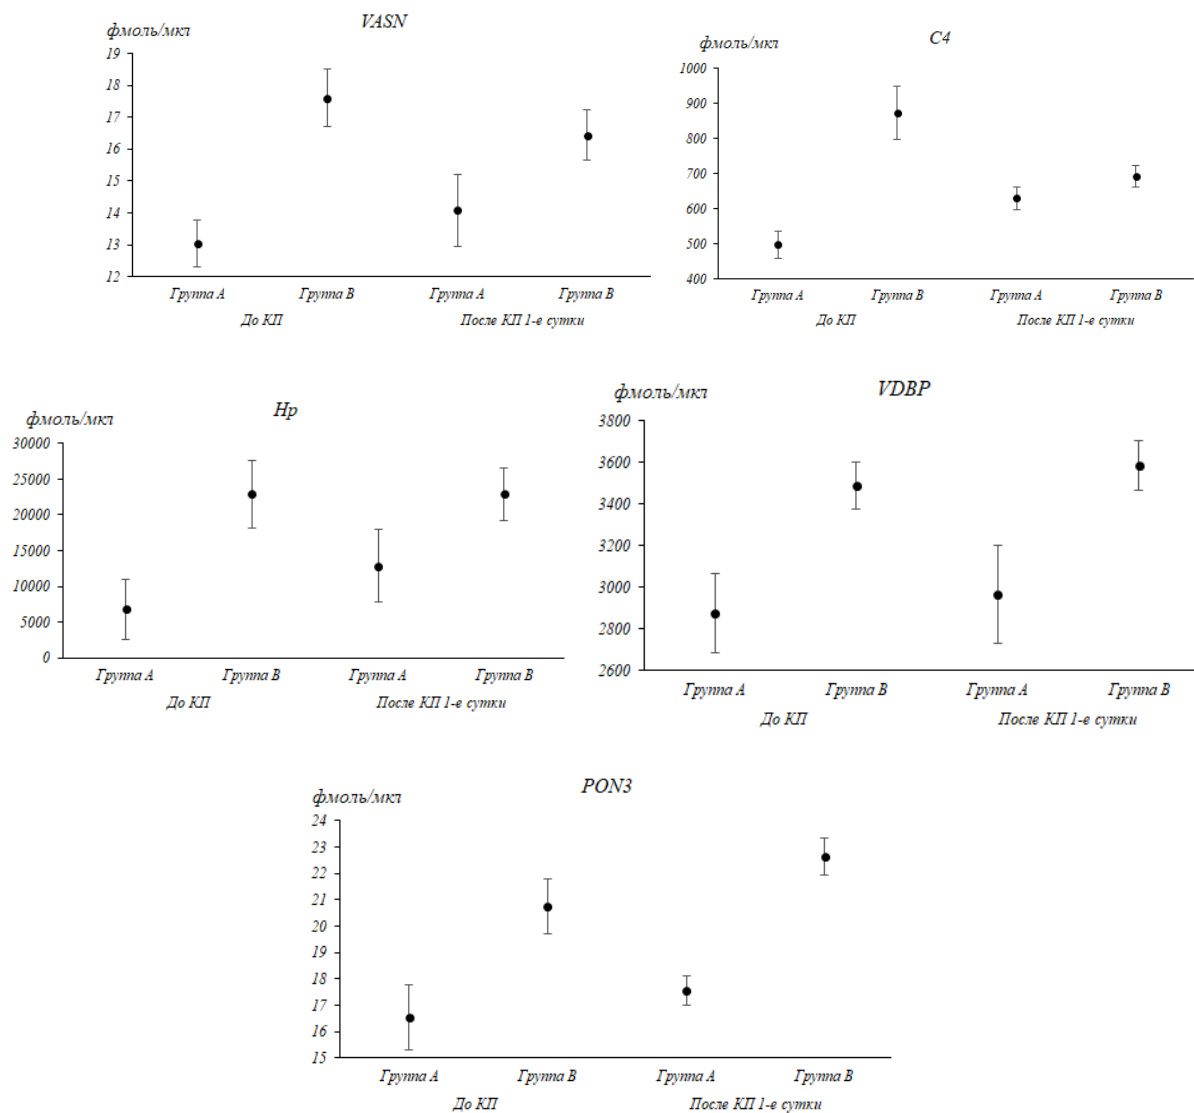 VASN
фмоль/мкл
19
18
17
16
15
14
13
12
Группа А Группа В Группа А Группа В
До КП После КП 1-е сутки
C4
фмоль/мкл
1000
900
800
700
600
500
400
Группа А Группа В Группа А Группа В
До КП После КП 1-е сутки
Hp
фмоль/мкл
30000
25000
20000
15000
10000
5000
0
Группа А Группа В Группа А Группа В
До КП После КП 1-е сутки
VDBP
фмоль/мкл
3800
3600
3400
3200
3000
2800
2600
Группа А Группа В Группа А Группа В
До КП После КП 1-е сутки
PON3
фмоль/мкл
24
23
22
21
20
19
18
17
16
15
Группа А Группа В Группа А Группа В
До КП После КП 1-е сутки